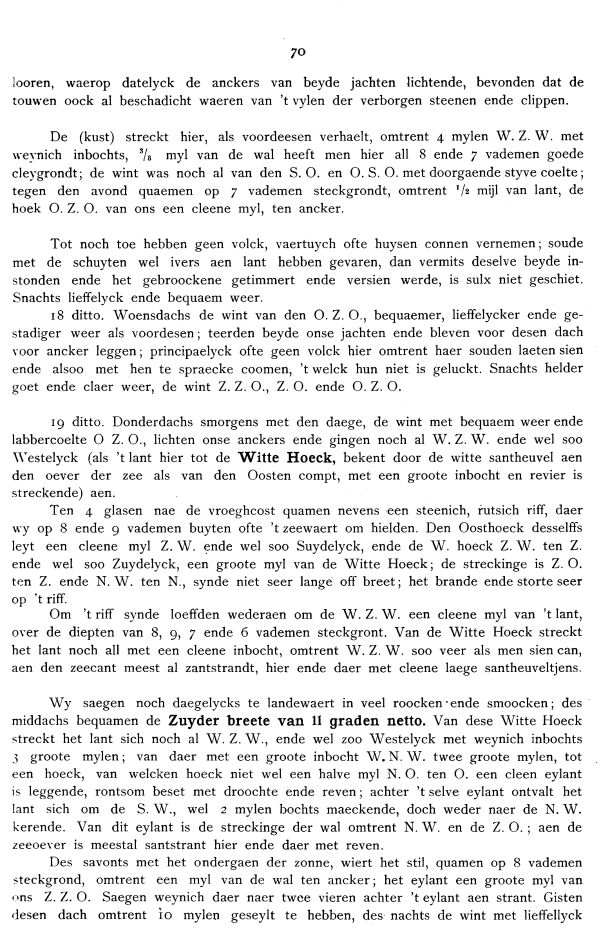 70
looren, waerop datelyck de anckers van beyde jachten lichtende, bevonden dat de
touwen oock al beschadicht waeren van 't vylen der verborgen steenen ende clippen.
De (kust) streckt hier, als voordeesen verhaelt, omtrent 4 mylen W. Z. W. met
weynich inbochts, 3/8 myl van de wal heeft men hier all 8 ende 7 vademen goede
cleygrondt; de wint was noch al van den S. O. en O. S. O. met doorgaende styve coelte;
tegen den avond quaemen op 7 vademen steckgrondt, omtrent 1/2 mijl van lant, de
hoek O. Z. O. van ons een cleene myl, ten ancker.
Tot noch toe hebben geen volck, vaertuych ofte huysen connen vernemen; soude
met de schuyten wel ivers aen lant hebben gevaren, dan vermits deselve beyde in-
stonden ende het gebroockene getimmert ende versien werde, is sulx niet geschiet.
Snachts lieffelyck ende bequaem weer.
18 ditto. Woensdachs de wint van den O. Z. O., bequaemer, lieffelycker ende ge-
stadiger weer als voordesen; teerden beyde onse jachten ende bleven voor desen dach
voor ancker leggen; principaelyck ofte geen volck hier omtrent haer souden laeten sien
ende alsoo met hen te spraecke coomen, 't welck hun niet is geluckt. Snachts helder
goet ende claer weer, de wint Z. Z. O., Z. O. ende O. Z. O.
19 ditto. Donderdachs smorgens met den daege, de wint met bequaem weer ende
labbercoelte O Z. O., lichten onse anckers ende gingen noch al W. Z. W. ende wel soo
Westelyck (als 't lant hier tot de Witte Hoeck, bekent door de witte santheuvel aen
den oever der zee als van den Oosten compt, met een groote inbocht en revier is
streckende) aen.
Ten 4 glasen nae de vroeghcost quamen nevens een steenich, rutsich riff, daer
wy op 8 ende 9 vademen buyten ofte 't zeewaert om hielden. Den Oosthoeck desselffs
leyt een cleene myl Z. W. ende wel soo Suydelyck, ende de W. hoeck Z. W. ten Z.
ende wel soo Zuydelyck, een groote myl van de Witte Hoeck; de streckinge is Z. O.
ten Z. ende N. W. ten N., synde niet seer lange off breet; het brande ende storte seer
op 't riff.
Om 't riff synde loeffden wederaen om de W. Z. W. een cleene myl van 't lant,
over de diepten van 8, 9, 7 ende 6 vademen steckgront. Van de Witte Hoeck streckt
het lant noch all met een cleene inbocht, omtrent W. Z. W. soo veer als men sien can,
aen den zeecant meest al zantstrandt, hier ende daer met cleene laege santheuveltjens.
Wy saegen noch daegelycks te landewaert in veel roocken ende smoocken; des
middachs bequamen de Zuyder breete van 11 graden netto. Van dese Witte Hoeck
streckt het lant sich noch al W. Z. W., ende wel zoo Westelyck met weynich inbochts
3 groote mylen; van daer met een groote inbocht W. N. W. twee groote mylen, tot
een hoeck, van welcken hoeck niet wel een halve myl N. O. ten O. een cleen eylant
is leggende, rontsom beset met droochte ende reven; achter 't selve eylant ontvalt het
lant sich om de S. W., wel 2 mylen bochts maeckende, doch weder naer de N. W.
kerende. Van dit eylant is de streckinge der wal omtrent N. W. en de Z. O.; aen de
zeeoever is meestal santstrant hier ende daer met reven.
Des savonts met het ondergaen der zonne, wiert het stil, quamen op 8 vademen
steckgrond, omtrent een myl van de wal ten ancker; het eylant een groote myl van
ons Z. Z. O. Saegen weynich daer naer twee vieren achter 't eylant aen strant. Gisten
desen dach omtrent 10 mylen geseylt te hebben, des nachts de wint met lieffellyck